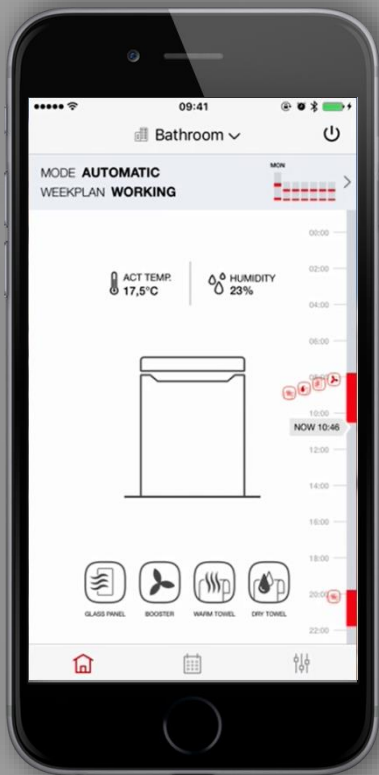 09:41
Bathroom
MODE AUTOMATIC
WEEKPLAN WORKING
MON
00:00
02:00
ACT TEMP.
17,5°C
HUMIDITY
23%
04:00
06:00
10:00
NOW 10:46
12:00
14:00
16:00
18:00
20:00
GLASS PANEL
BOOSTER
WARM TOWEL
DRY TOWEL
22:00